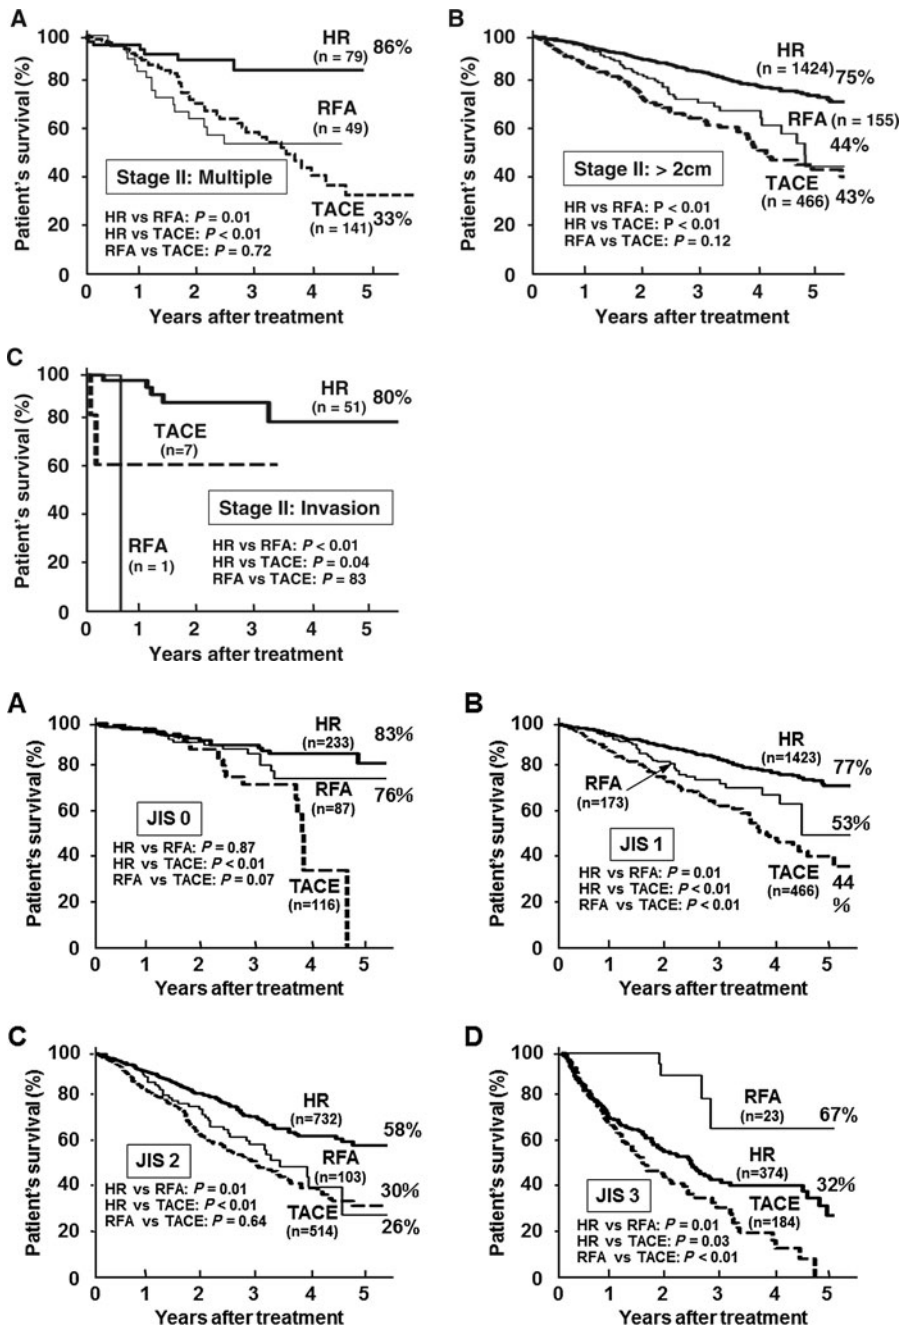 A
Patient's survival (%)
100
80
60
40
20
0
HR
(n = 79)
86%
RFA
(n = 49)
Stage II: Multiple
TACE
(n = 141)
33%
HR vs RFA: P = 0.01
HR vs TACE: P < 0.01
RFA vs TACE: P = 0.72
0 1 2 3 4 5
Years after treatment
B
Patient's survival (%)
100
80
60
40
20
0
HR
(n = 1424)
75%
RFA (n = 155)
44%
Stage II: > 2cm
TACE
(n = 466)
43%
HR vs RFA: P < 0.01
HR vs TACE: P < 0.01
RFA vs TACE: P = 0.12
0 1 2 3 4 5
Years after treatment
C
Patient's survival (%)
100
80
60
40
20
0
HR
(n = 51)
80%
TACE
(n=7)
Stage II: Invasion
RFA
(n = 1)
HR vs RFA: P < 0.01
HR vs TACE: P = 0.04
RFA vs TACE: P = 83
0 1 2 3 4 5
Years after treatment
A
Patient's survival (%)
100
80
60
40
20
0
HR
(n=233)
83%
RFA
(n=87)
76%
JIS 0
HR vs RFA: P = 0.87
HR vs TACE: P < 0.01
RFA vs TACE: P = 0.07
TACE
(n=116)
0 1 2 3 4 5
Years after treatment
B
Patient's survival (%)
100
80
60
40
20
0
HR
(n=1423)
77%
RFA
(n=173)
53%
JIS 1
HR vs RFA: P = 0.01
HR vs TACE: P < 0.01
RFA vs TACE: P < 0.01
TACE
(n=466)
44
%
0 1 2 3 4 5
Years after treatment
C
Patient's survival (%)
100
80
60
40
20
0
HR
(n=732)
58%
RFA
(n=103)
30%
JIS 2
HR vs RFA: P = 0.01
HR vs TACE: P < 0.01
RFA vs TACE: P = 0.64
TACE
(n=514)
26%
0 1 2 3 4 5
Years after treatment
D
Patient's survival (%)
100
80
60
40
20
0
RFA
(n=23)
67%
HR
(n=374)
32%
JIS 3
TACE
(n=184)
HR vs RFA: P = 0.01
HR vs TACE: P = 0.03
RFA vs TACE: P < 0.01
0 1 2 3 4 5
Years after treatment